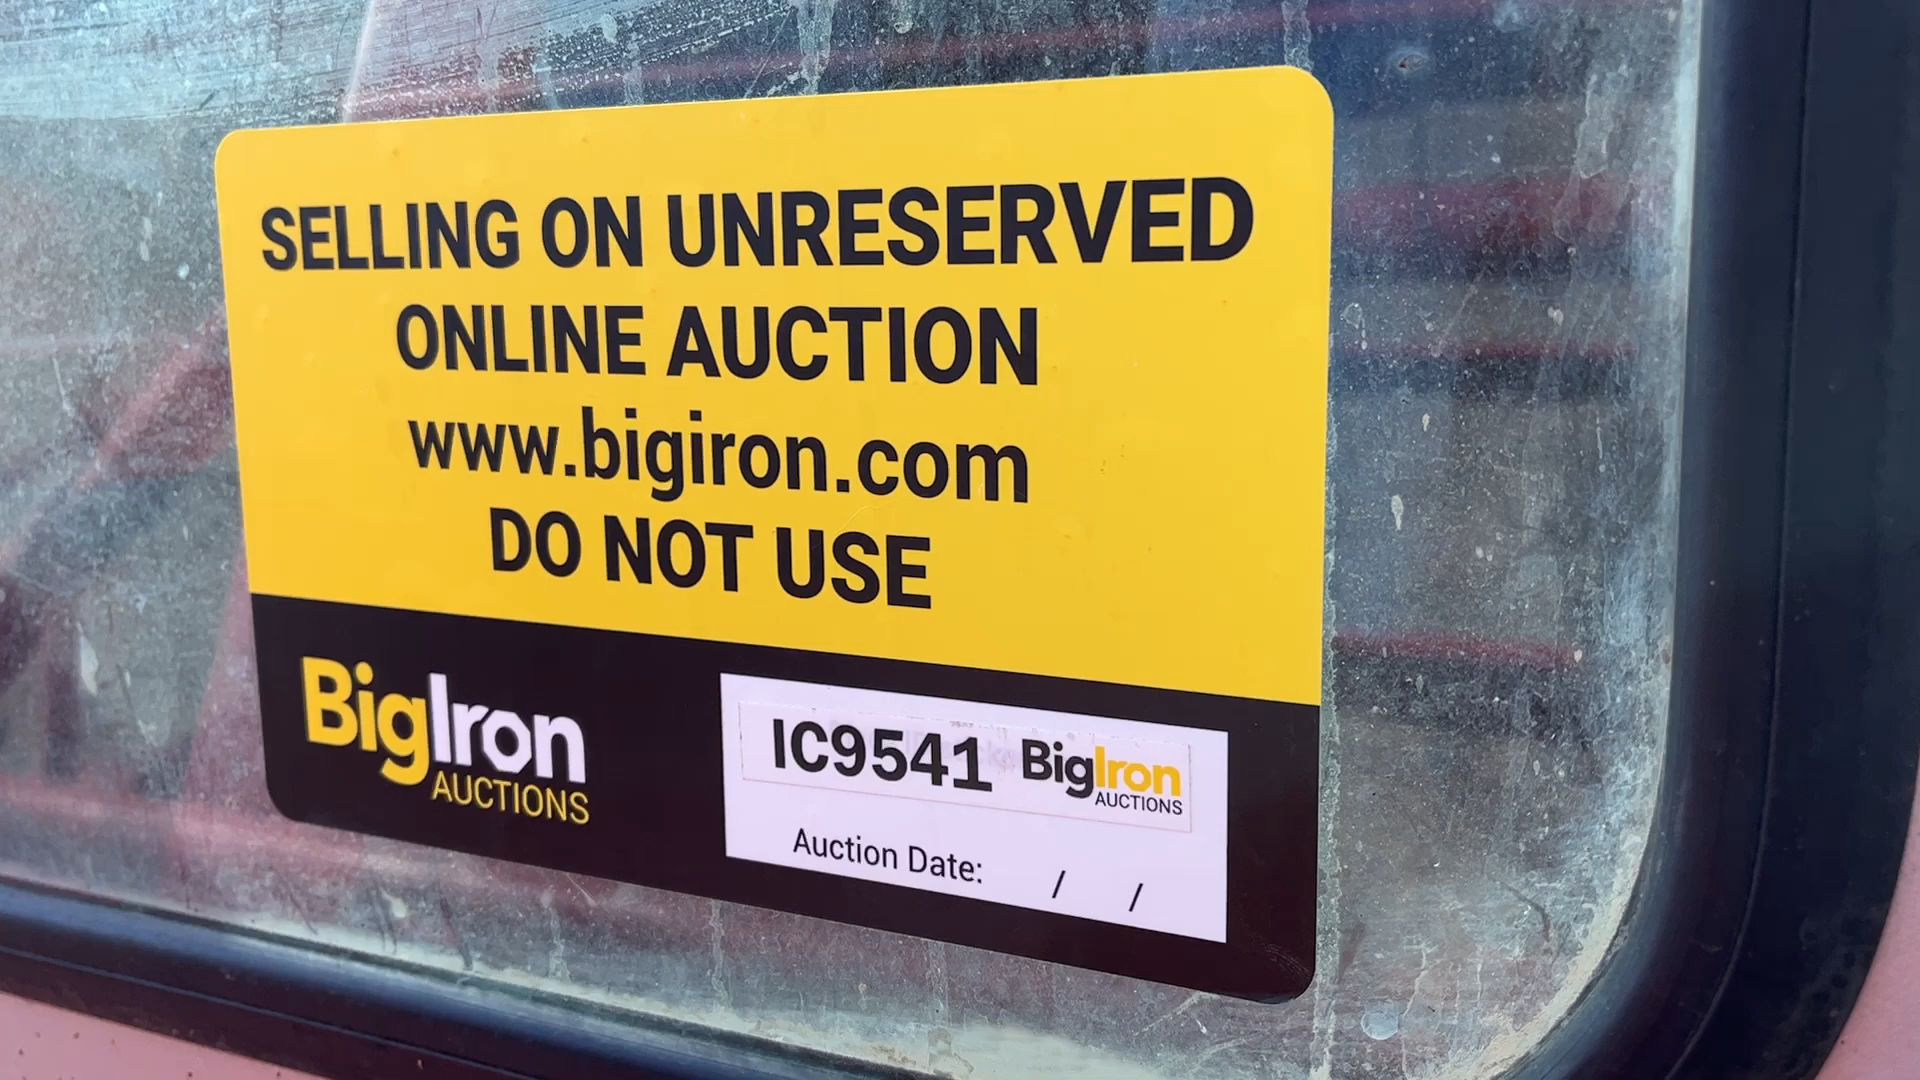 SELLING ON UNRESERVED
ONLINE AUCTION
www.bigiron.com
DO NOT USE
BigIron
AUCTIONS
IC9541 BigIron
AUCTIONS
Auction Date: / /